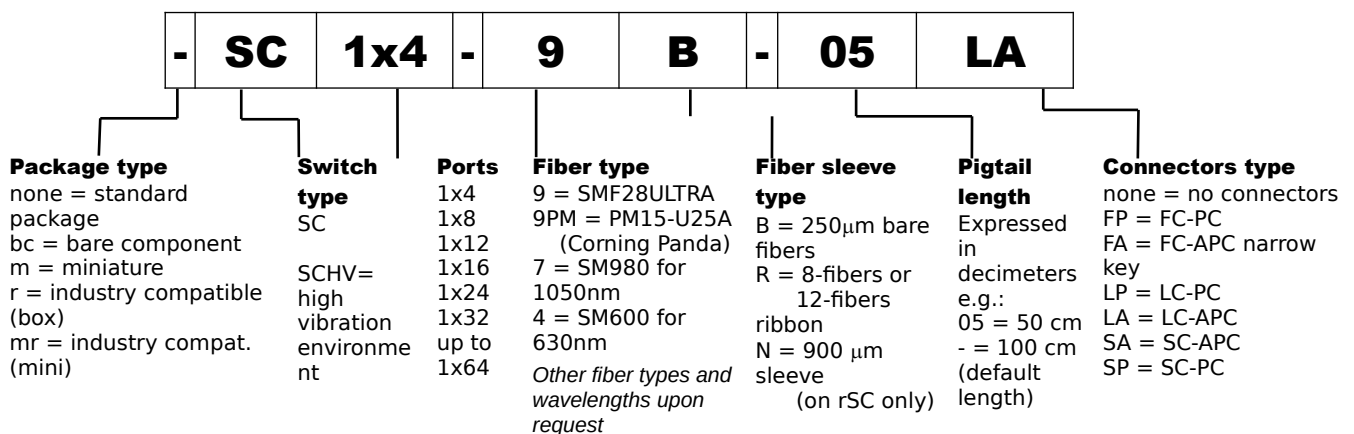 - SC 1x4 - 9 B - 05 LA
Package type
none = standard
package
bc = bare component
m = miniature
r = industry compatible
(box)
mr = industry compat.
(mini)
Switch
type
SC
SCHV=
high
vibration
environme
nt
Ports
1x4
1x8
1x12
1x16
1x24
1x32
up to
1x64
Fiber type
9 = SMF28ULTRA
9PM = PM15-U25A
(Corning Panda)
7 = SM980 for
1050nm
4 = SM600 for
630nm
Other fiber types and
wavelengths upon
request
Fiber sleeve
type
B = 250μm bare
fibers
R = 8-fibers or
12-fibers
ribbon
N = 900 μm
sleeve
(on rSC only)
Pigtail
length
Expressed
in
decimeters
e.g.:
05 = 50 cm
- = 100 cm
(default
length)
Connectors type
none = no connectors
FP = FC-PC
FA = FC-APC narrow
key
LP = LC-PC
LA = LC-APC
SA = SC-APC
SP = SC-PC